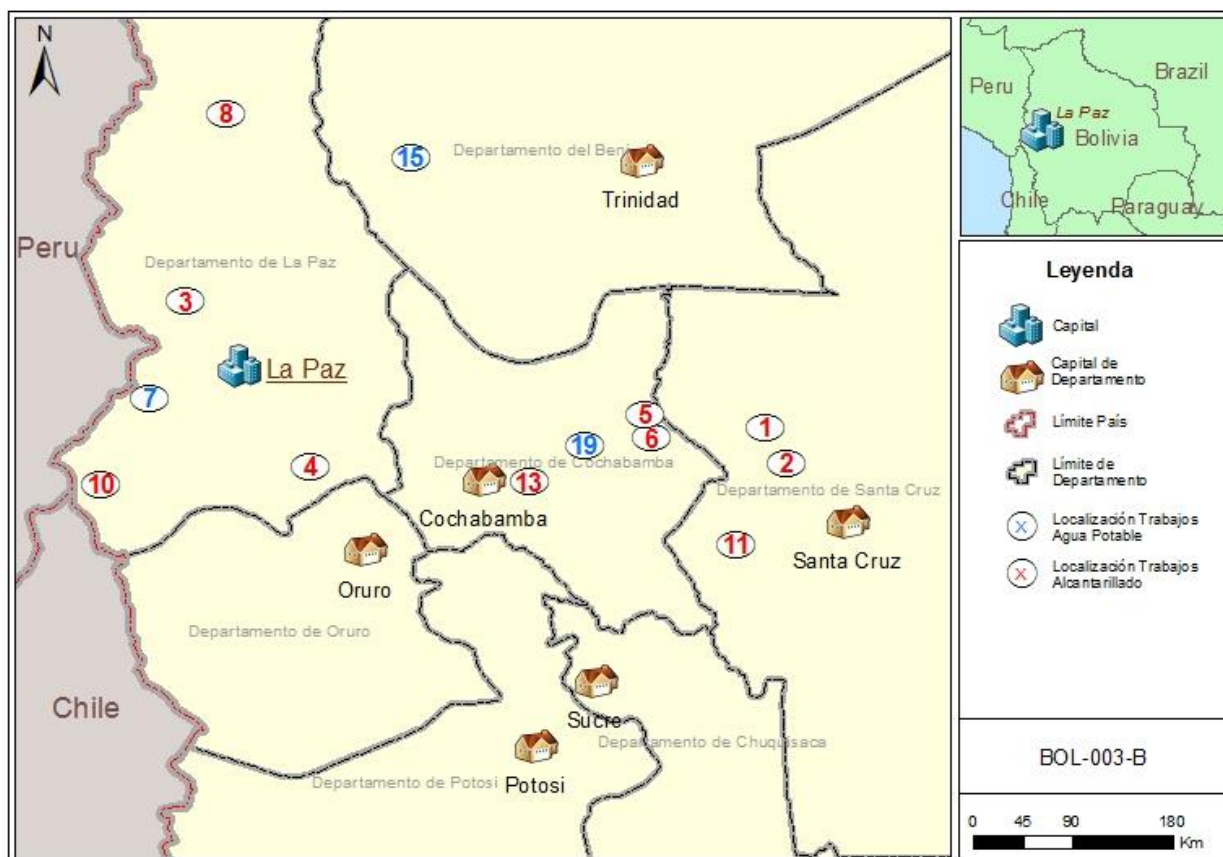 N
8
15
Departamento del Beni
Trinidad
Peru
Departamento de La Paz
3
La Paz
7
5
1
6
19
2
4
Departamento de Cochabamba
10
13
Departamento de Santa Cruz
Cochabamba
11
Santa Cruz
Oruro
Departamento de Oruro
Chile
Sucre
Departamento de Chuquisaca
Potosi
Departamento de Potosi
Peru
Brazil
La Paz
Bolivia
Chile
Paraguay
Leyenda
Capital
Capital de
Departamento
Límite País
Límite de
Departamento
X
Localización Trabajos
Agua Potable
X
Localización Trabajos
Alcantarillado
BOL-003-B
0 45 90 180
Km